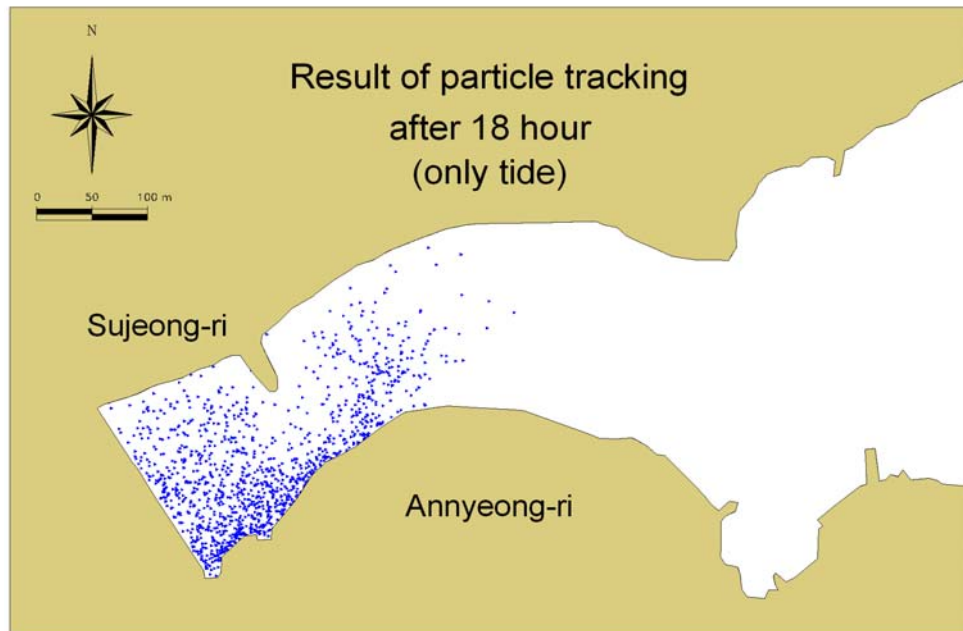 N
Result of particle tracking
after 18 hour
(only tide)
0 50 100 m
Sujeong-ri
Annyeong-ri